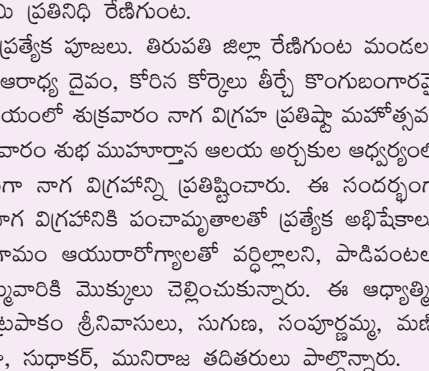 మి ప్రతినిధి రేణిగుంట.
ప్రత్యేక పూజలు. తిరుపతి జిల్లా రేణిగుంట మండల
ఆరాధ్య దైవం, కోరిన కోర్కెలు తీర్చే కొంగుబంగారమై
యంలో శుక్రవారం నాగ విగ్రహ ప్రతిష్టా మహోత్సవ
వారం శుభ ముహూర్తాన ఆలయ అర్చకుల ఆధ్వర్యంల
గా నాగ విగ్రహాన్ని ప్రతిష్టించారు. ఈ సందర్భంగ
నాగ విగ్రహానికి పంచామృతాలతో ప్రత్యేక అభిషేకాలు
గామం ఆయురారోగ్యాలతో వర్ధిల్లాలని, పాడిపంటల
మ్మవారికి మొక్కులు చెల్లించుకున్నారు. ఈ ఆధ్యాత్మి
ట్రపాకం శ్రీనివాసులు, సుగుణ, సంపూర్ణమ్మ, మణి
, సుధాకర్, మునిరాజ తదితరులు పాల్గొన్నారు.